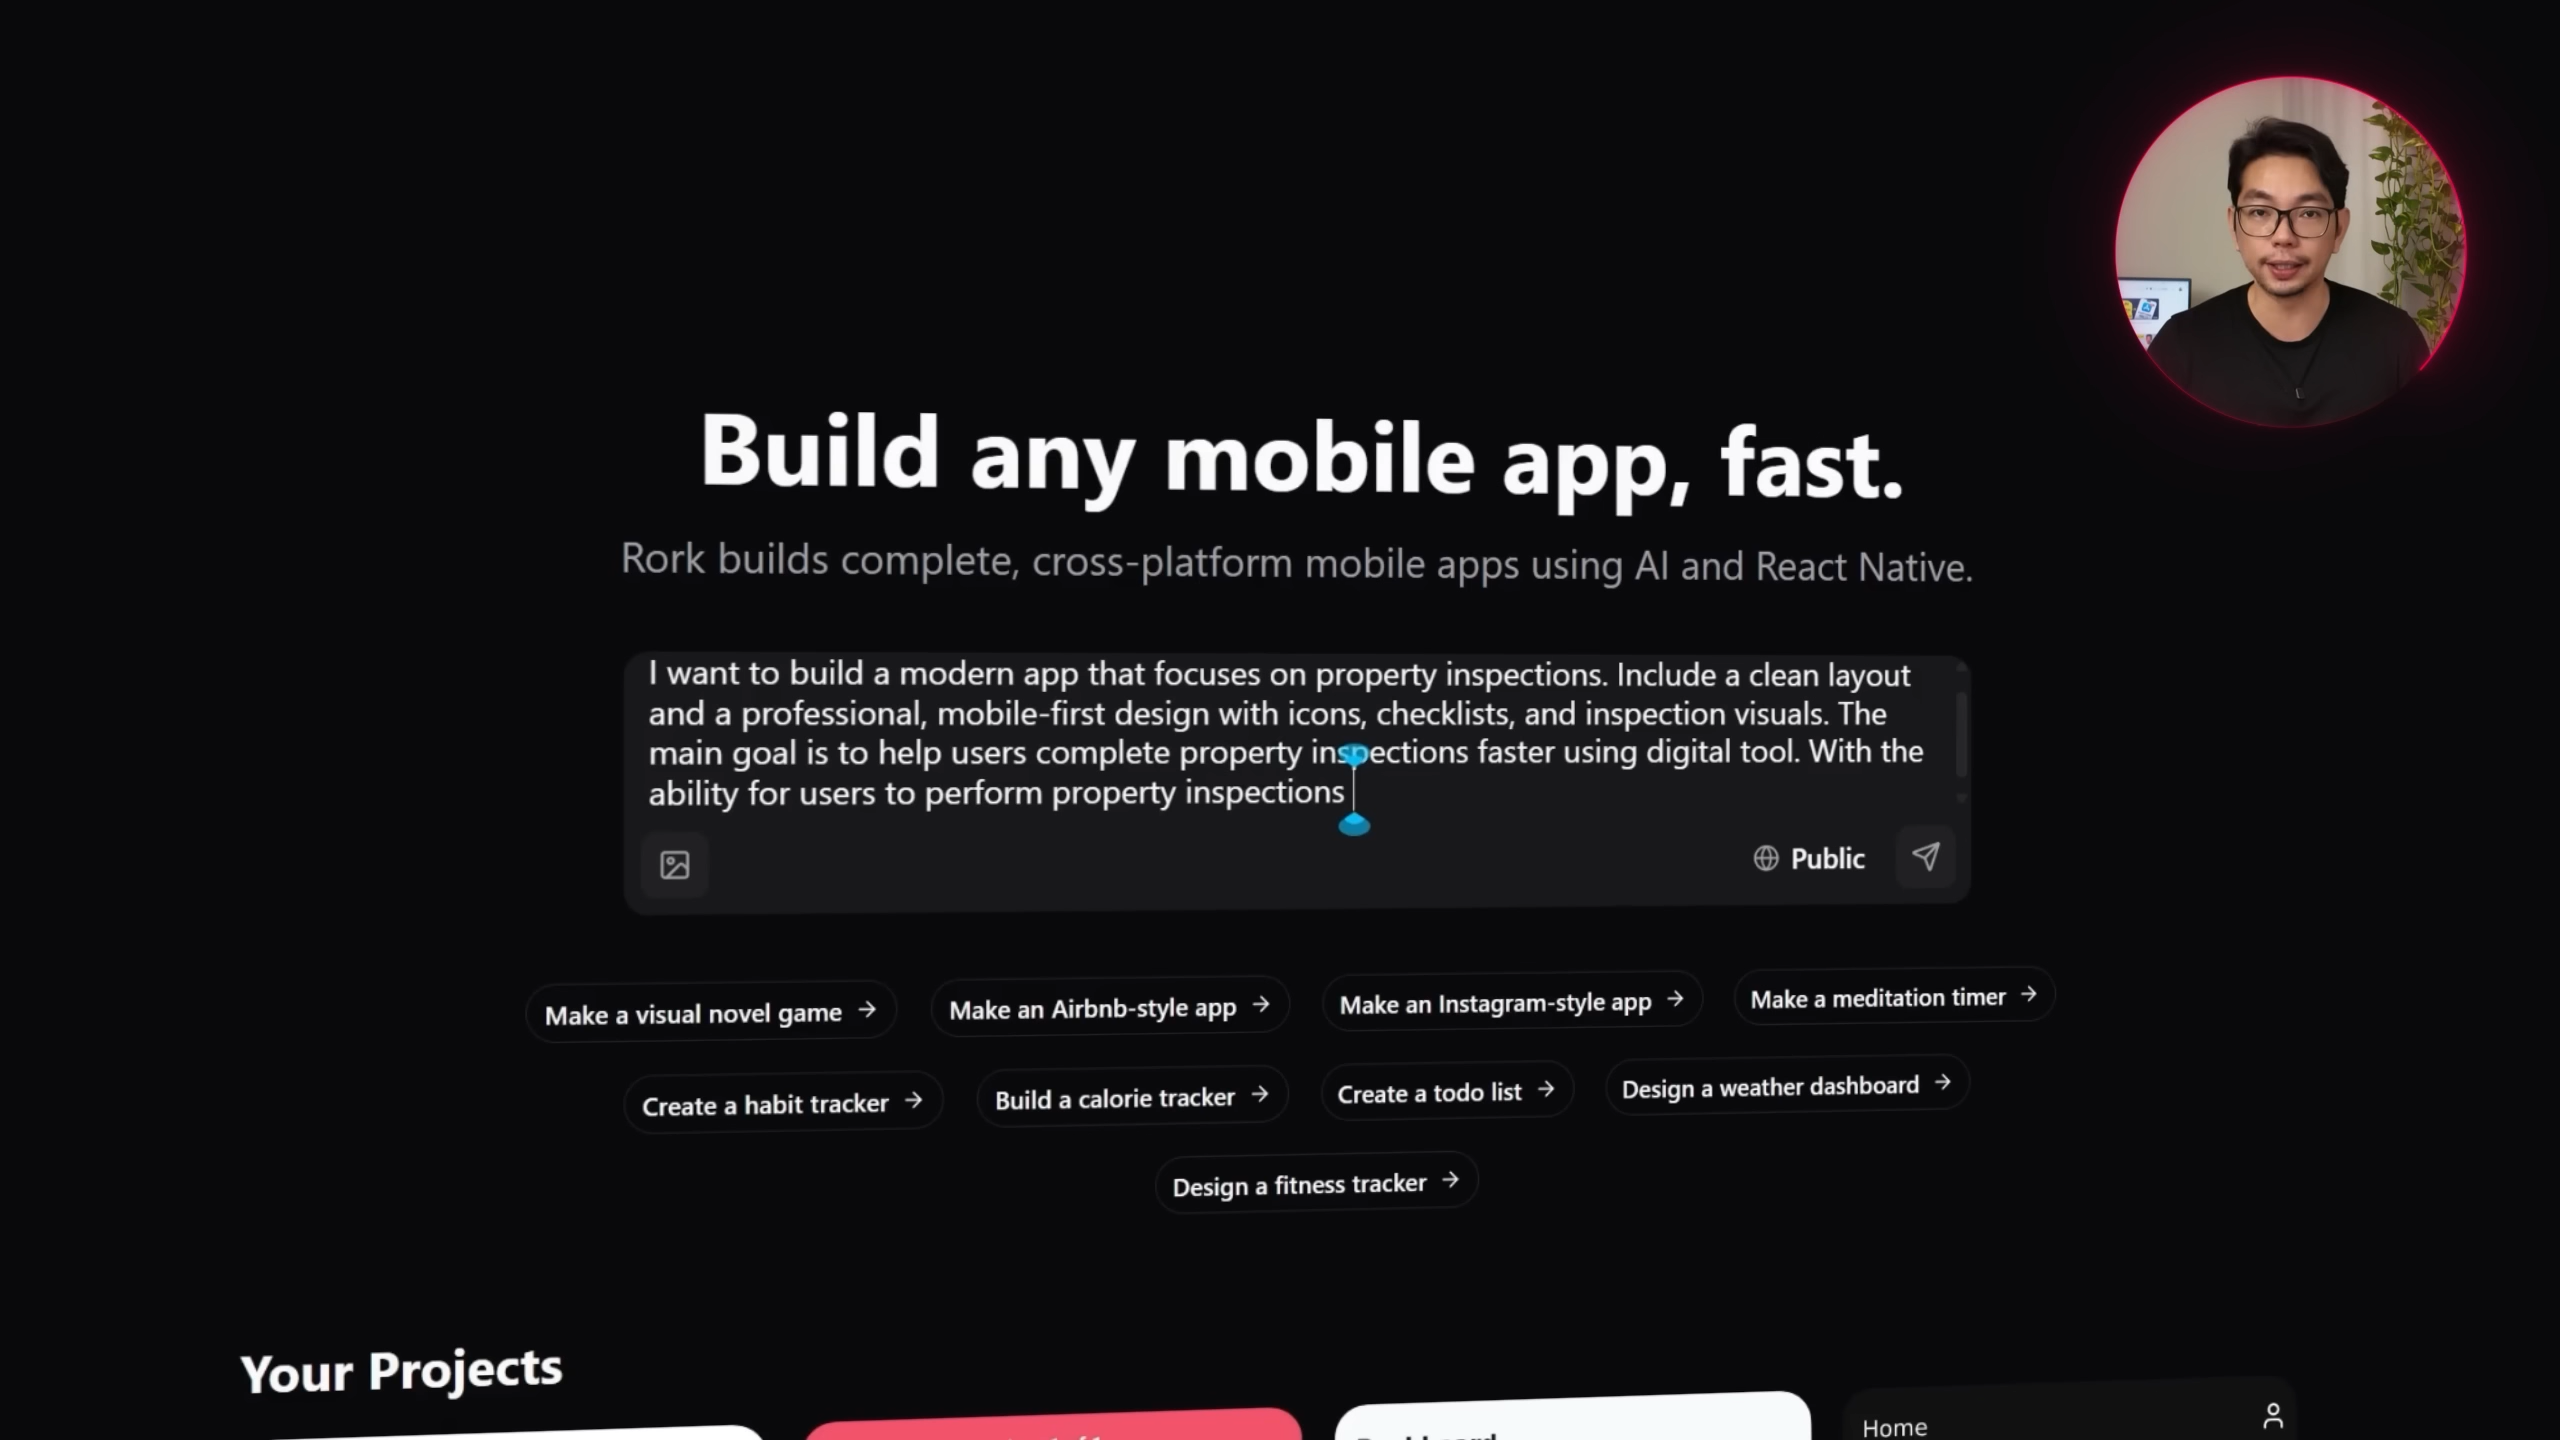 Build any mobile app, fast.
Rork builds complete, cross-platform mobile apps using AI and React Native.
I want to build a modern app that focuses on property inspections. Include a clean layout
and a professional, mobile-first design with icons, checklists, and inspection visuals. The
main goal is to help users complete property inspections faster using digital tool. With the
ability for users to perform property inspections
Public
Make a visual novel game →
Make an Airbnb-style app →
Make an Instagram-style app →
Make a meditation timer →
Create a habit tracker →
Build a calorie tracker →
Create a todo list →
Design a weather dashboard →
Design a fitness tracker →
Your Projects
Home